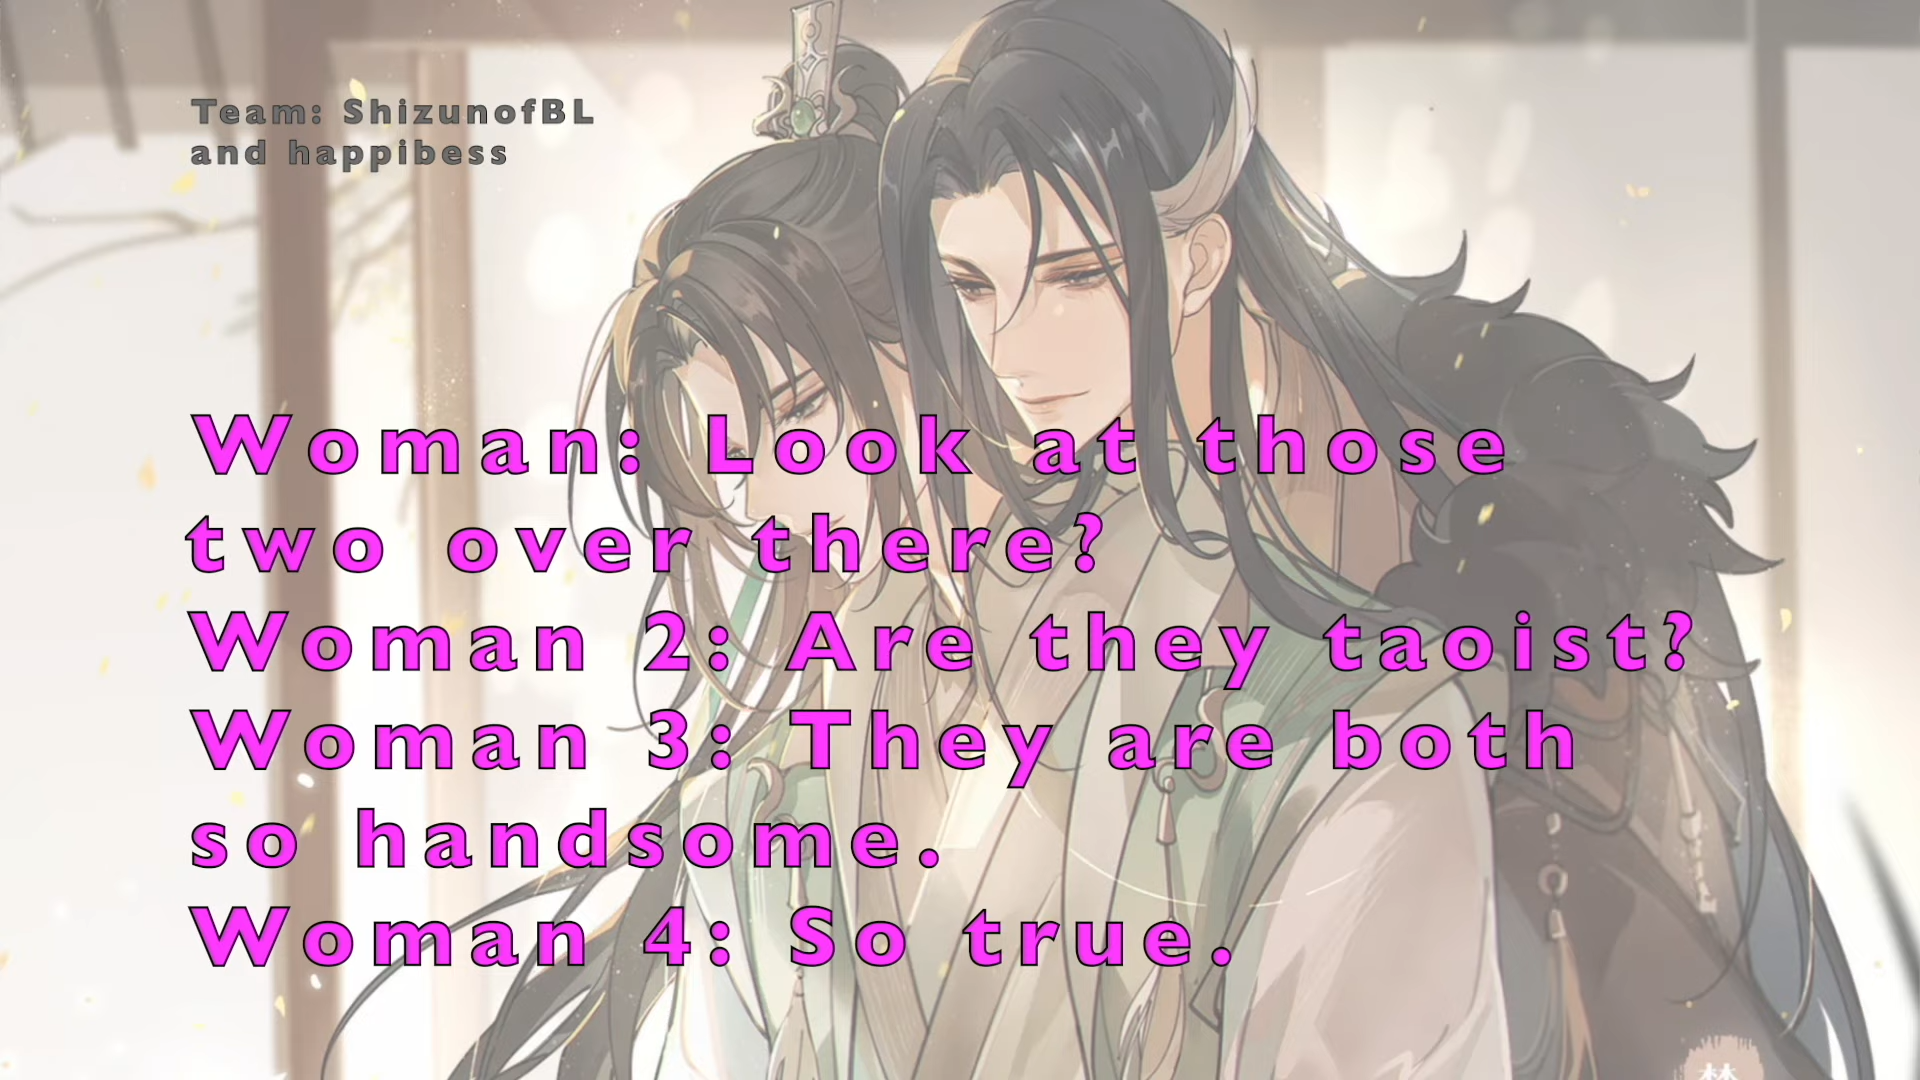 Team: ShizunofBL
and happibess
Woman: Look at those
two over there?
Woman 2: Are they taoist?
Woman 3: They are both
so handsome.
Woman 4: So true.